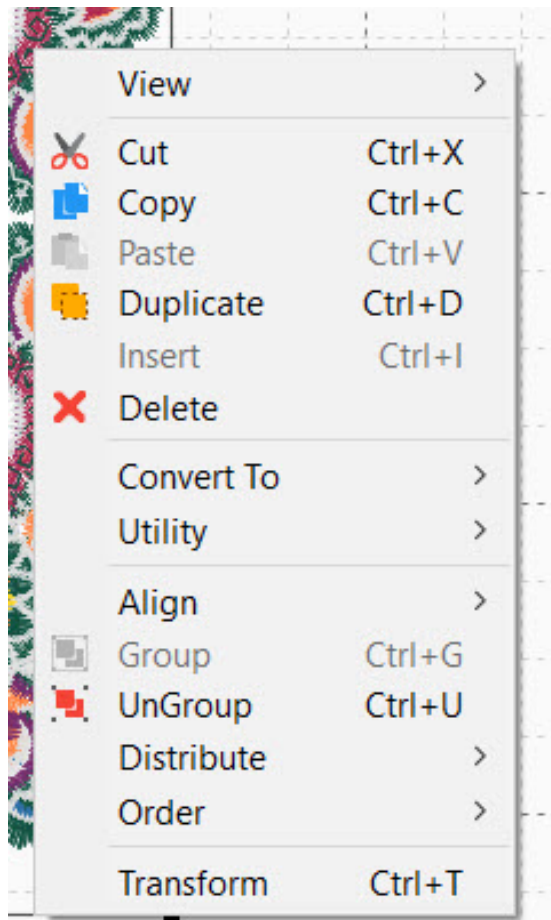 View
Cut Ctrl+X
Copy Ctrl+C
Paste Ctrl+V
Duplicate Ctrl+D
Insert Ctrl+I
Delete
Convert To
Utility
Align
Group Ctrl+G
UnGroup Ctrl+U
Distribute
Order
Transform Ctrl+T